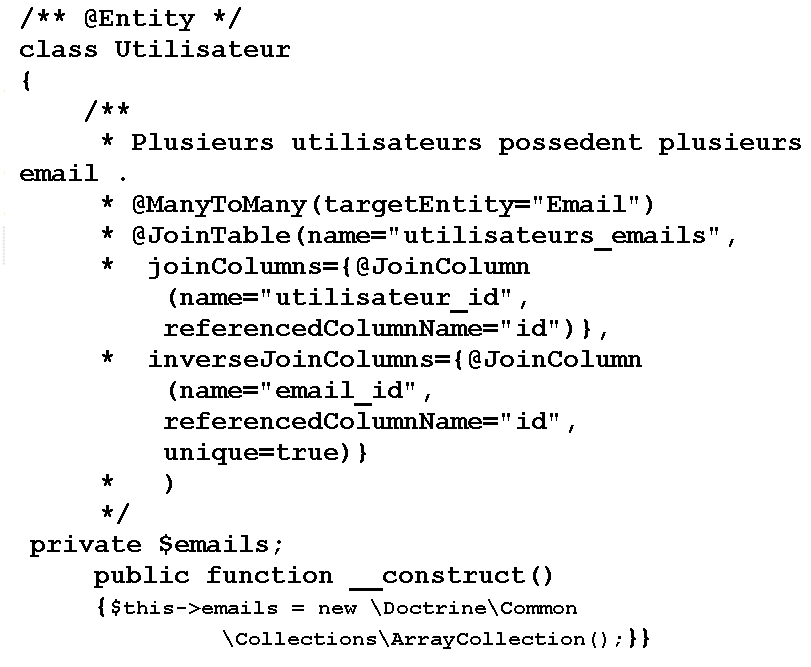 /** @Entity */
class Utilisateur
{
/**
* Plusieurs utilisateurs possedent plusieurs
email .
* @ManyToMany(targetEntity="Email")
* @JoinTable(name="utilisateurs_emails",
* joinColumns={@JoinColumn
(name="utilisateur_id",
referencedColumnName="id")},
* inverseJoinColumns={@JoinColumn
(name="email_id",
referencedColumnName="id",
unique=true)}
* )
*/
private $emails;
public function __construct()
{$this->emails = new \Doctrine\Common
\Collections\ArrayCollection();}}